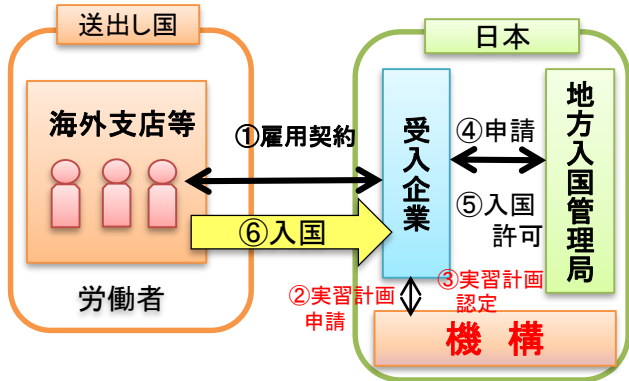 送出し国
日本
海外支店等
①雇用契約
受入企業
④申請
⑤入国
許可
地方入国管理局
⑥入国
労働者
②実習計画
申請
③実習計画
認定
機 構